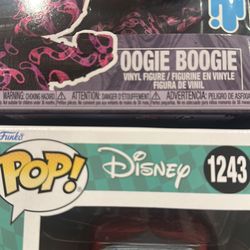 OOGIE BOOGIE
VINYL FIGURE / FIGURINE EN VINYLE
FIGURA DE VINIL
WARNING: CHOKING HAZARD / ATTENTION: DANGER D'ÉTOUFFEMENT / ADVERTENCIA: PELIGRO DE ASFIX
Funko
POP! Disney 1243